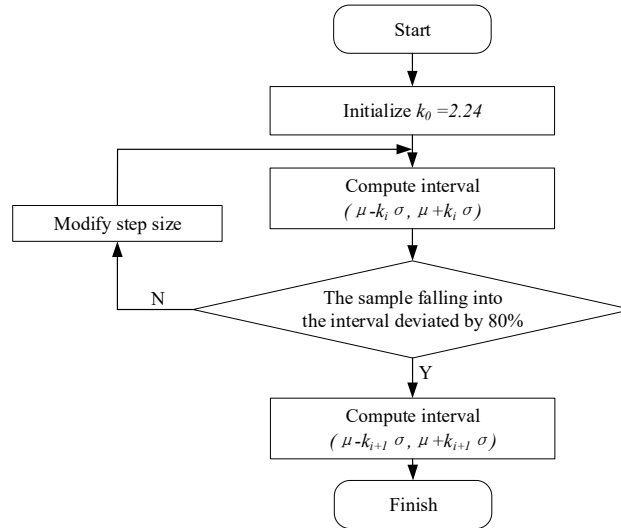 Start
Initialize k₀ =2.24
Compute interval
( μ-kᵢ σ , μ+kᵢ σ )
Modify step size
The sample falling into
the interval deviated by 80%
N
Y
Compute interval
( μ-kᵢ₊₁ σ , μ+kᵢ₊₁ σ )
Finish